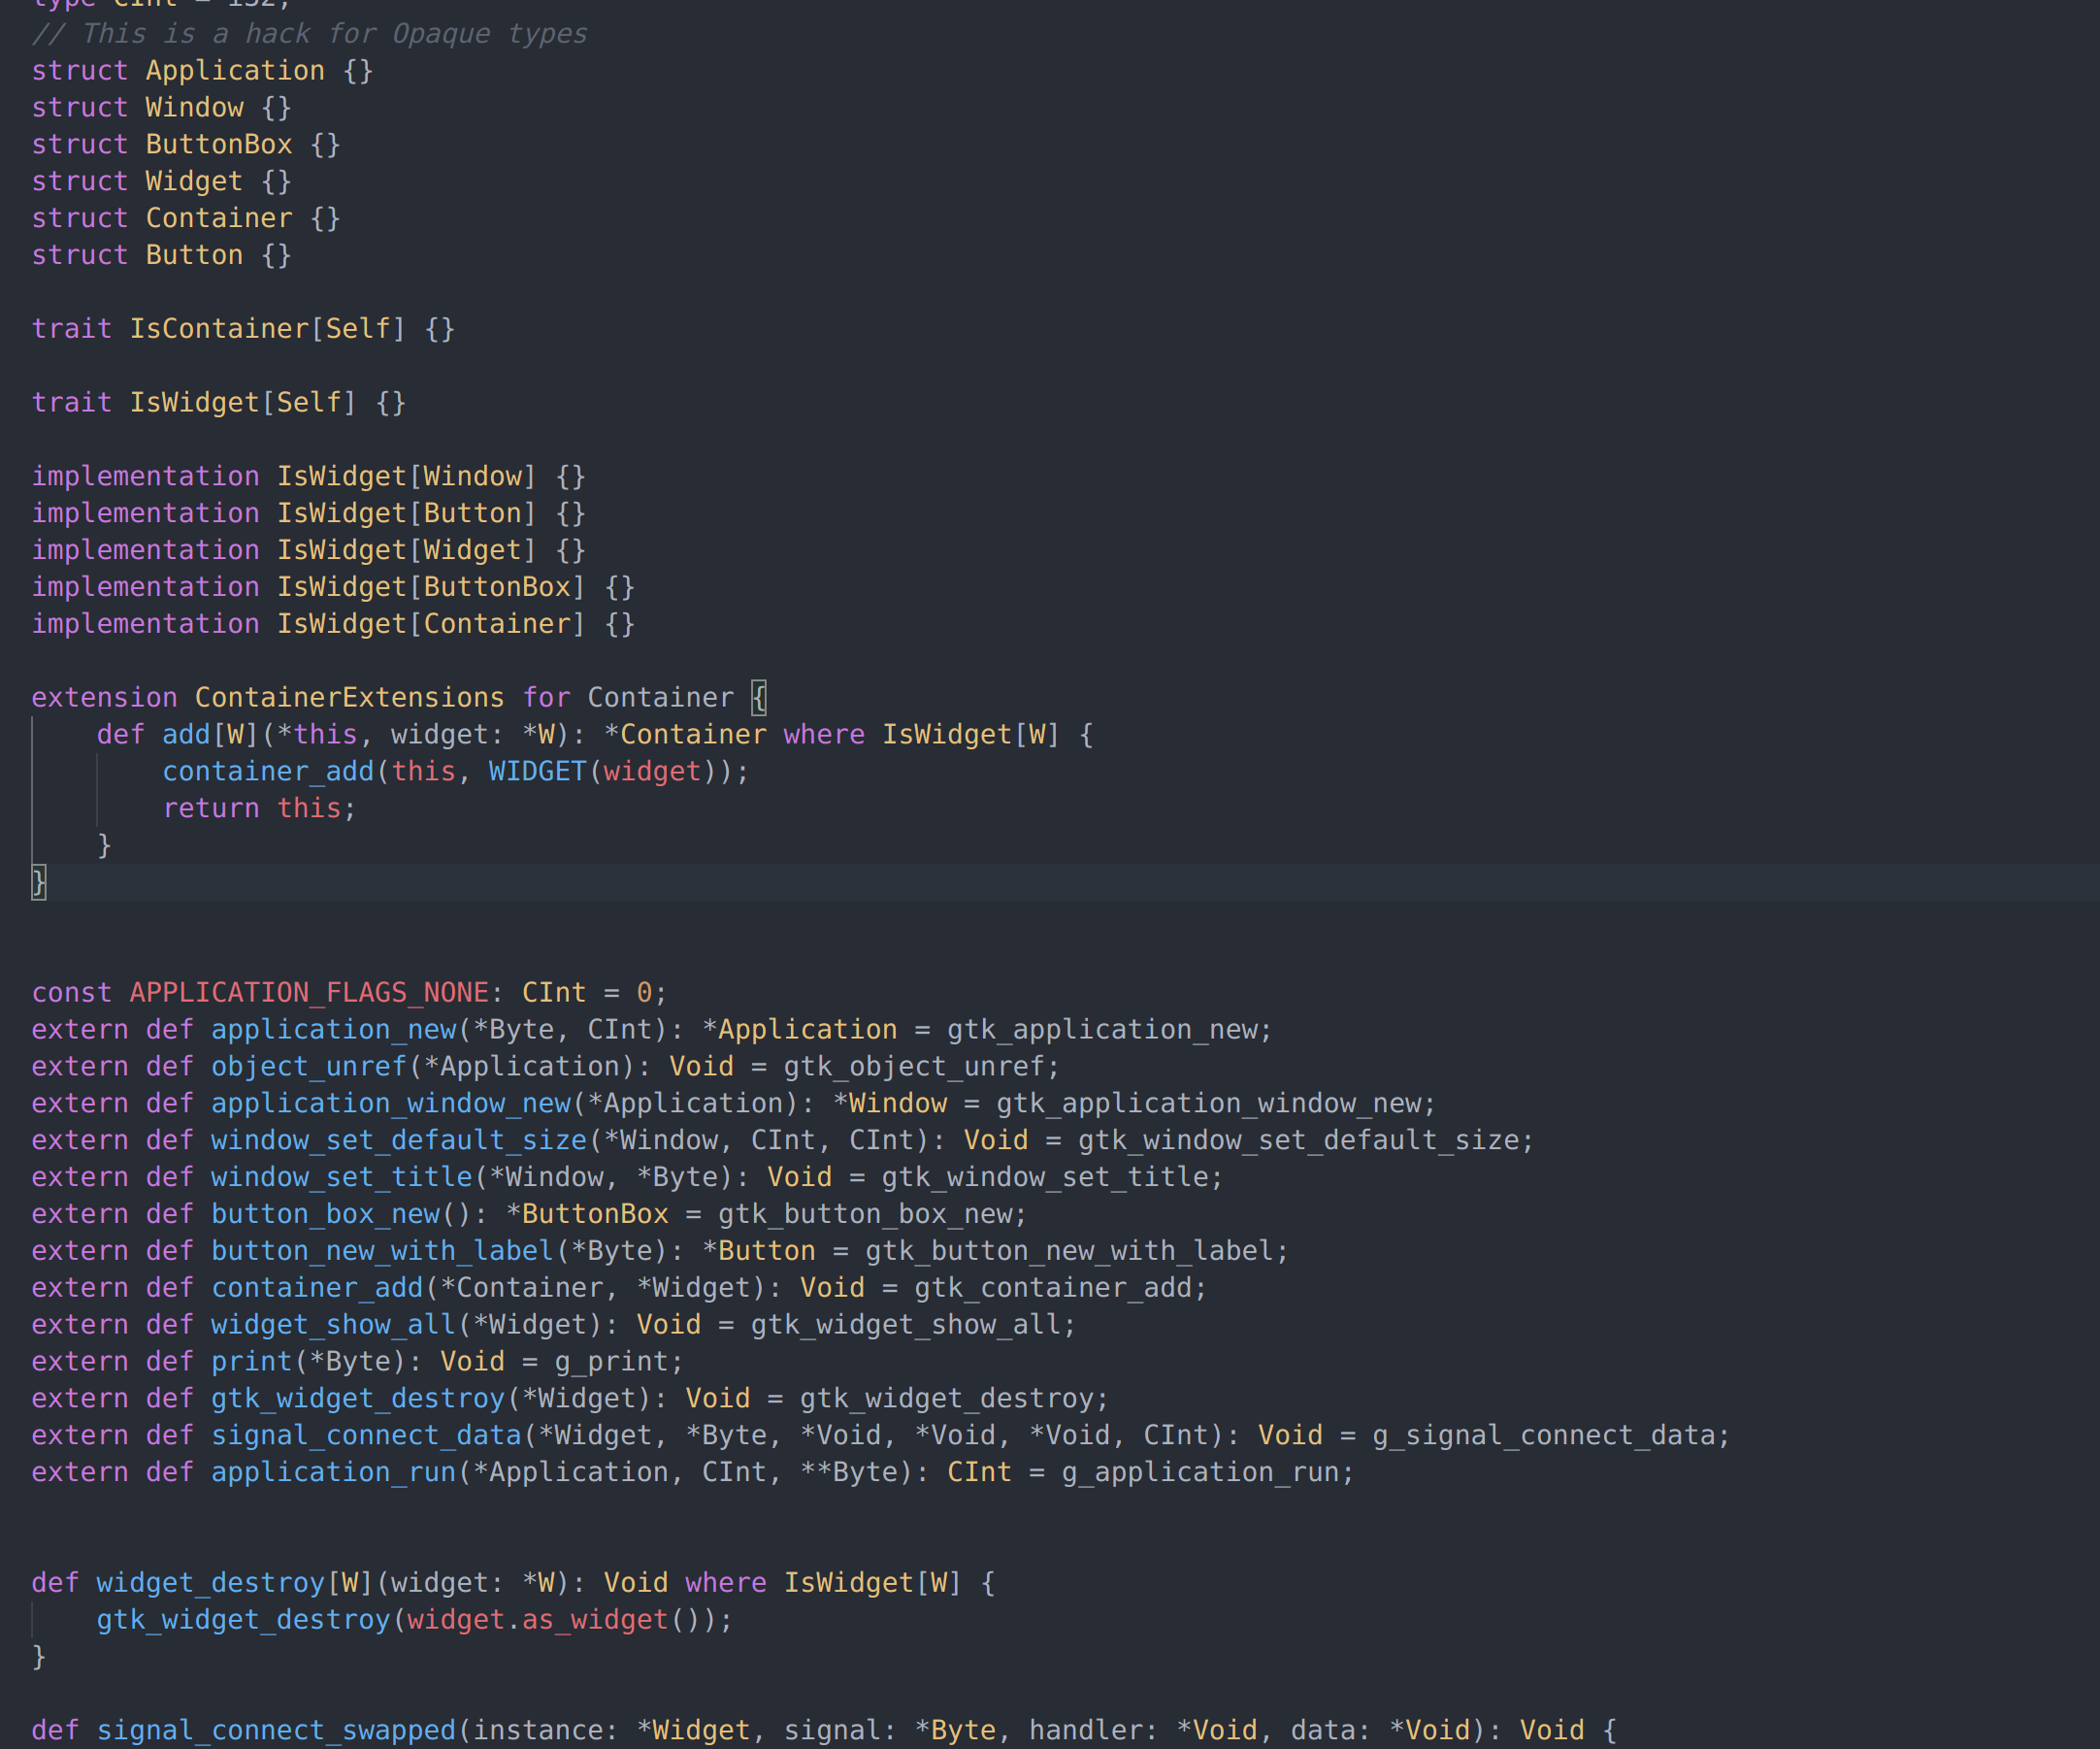 type CInt = i32;
// This is a hack for Opaque types
struct Application {}
struct Window {}
struct ButtonBox {}
struct Widget {}
struct Container {}
struct Button {}
trait IsContainer[Self] {}
trait IsWidget[Self] {}
implementation IsWidget[Window] {}
implementation IsWidget[Button] {}
implementation IsWidget[Widget] {}
implementation IsWidget[ButtonBox] {}
implementation IsWidget[Container] {}
extension ContainerExtensions for Container {
    def add[W](*this, widget: *W): *Container where IsWidget[W] {
        container_add(this, WIDGET(widget));
        return this;
    }
}
const APPLICATION_FLAGS_NONE: CInt = 0;
extern def application_new(*Byte, CInt): *Application = gtk_application_new;
extern def object_unref(*Application): Void = gtk_object_unref;
extern def application_window_new(*Application): *Window = gtk_application_window_new;
extern def window_set_default_size(*Window, CInt, CInt): Void = gtk_window_set_default_size;
extern def window_set_title(*Window, *Byte): Void = gtk_window_set_title;
extern def button_box_new(): *ButtonBox = gtk_button_box_new;
extern def button_new_with_label(*Byte): *Button = gtk_button_new_with_label;
extern def container_add(*Container, *Widget): Void = gtk_container_add;
extern def widget_show_all(*Widget): Void = gtk_widget_show_all;
extern def print(*Byte): Void = g_print;
extern def gtk_widget_destroy(*Widget): Void = gtk_widget_destroy;
extern def signal_connect_data(*Widget, *Byte, *Void, *Void, *Void, CInt): Void = g_signal_connect_data;
extern def application_run(*Application, CInt, **Byte): CInt = g_application_run;
def widget_destroy[W](widget: *W): Void where IsWidget[W] {
    gtk_widget_destroy(widget.as_widget());
}
def signal_connect_swapped(instance: *Widget, signal: *Byte, handler: *Void, data: *Void): Void {